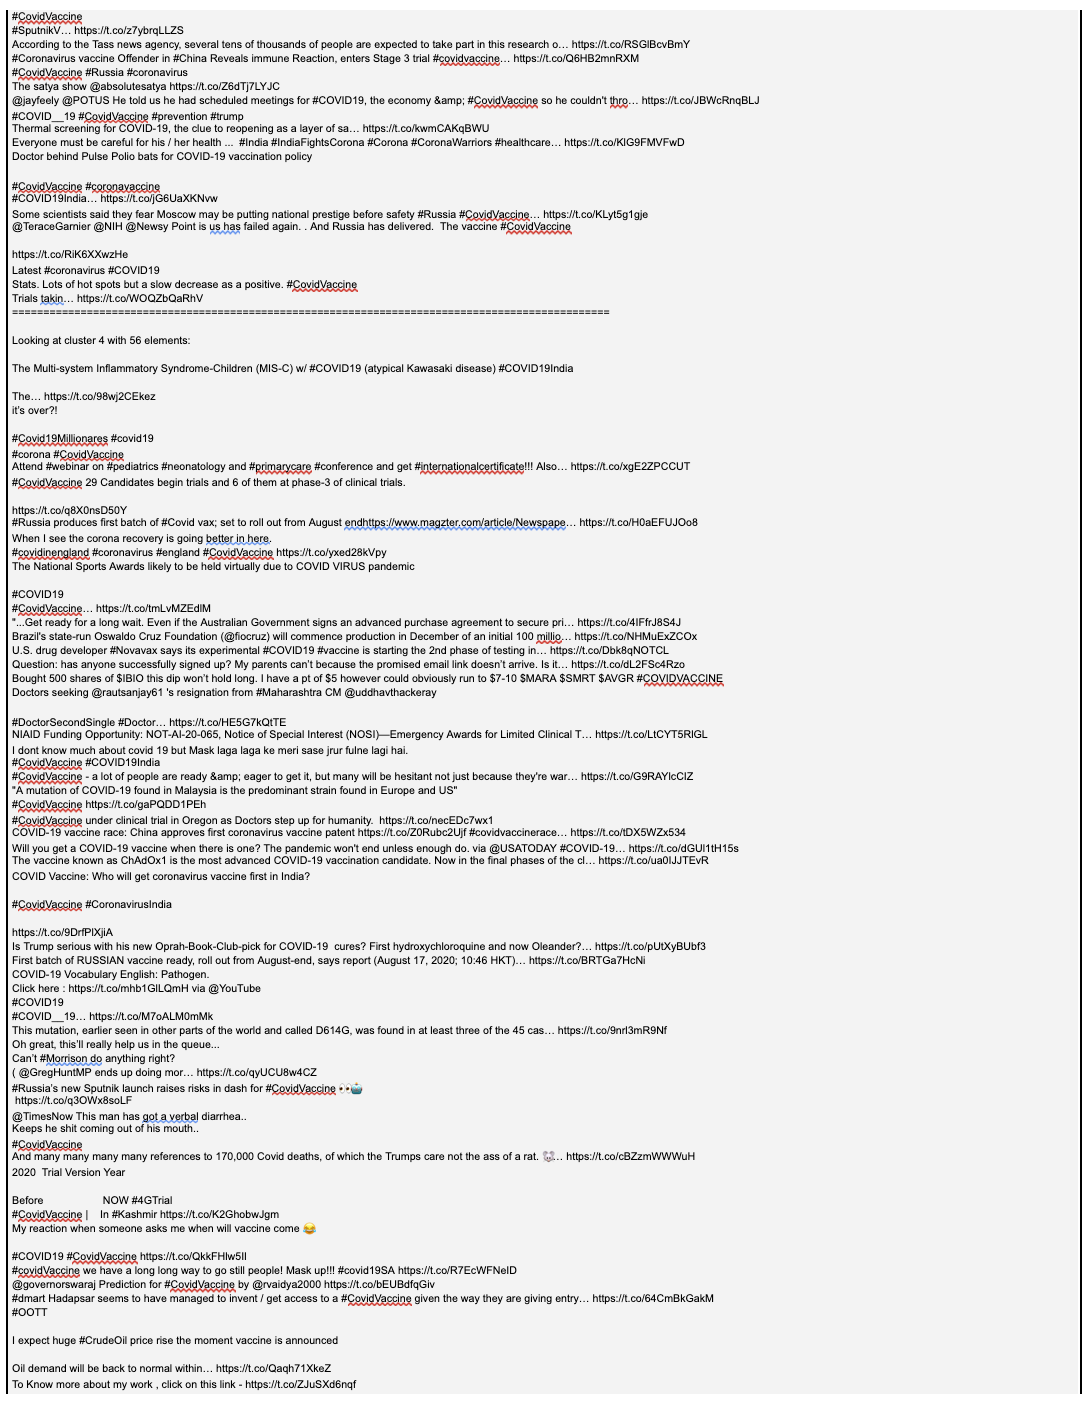 #CovidVaccine
#SputnikV… https://t.co/z7ybrqLLZS
According to the Tass news agency, several tens of thousands of people are expected to take part in this research o… https://t.co/RSGlBcvBmY
#Coronavirus vaccine Offender in #China Reveals immune Reaction, enters Stage 3 trial #covidvaccine… https://t.co/Q6HB2mnRXM
#CovidVaccine #Russia #coronavirus
The satya show @absolutesatya https://t.co/Z6dTj7LYJC
@jayfeely @POTUS He told us he had scheduled meetings for #COVID19, the economy &amp; #CovidVaccine so he couldn't thro… https://t.co/JBWcRnqBLJ
#COVID__19 #CovidVaccine #prevention #trump
Thermal screening for COVID-19, the clue to reopening as a layer of sa… https://t.co/kwmCAKqBWU
Everyone must be careful for his / her health ...  #India #IndiaFightsCorona #Corona #CoronaWarriors #healthcare… https://t.co/KlG9FMVFwD
Doctor behind Pulse Polio bats for COVID-19 vaccination policy
#CovidVaccine #coronavaccine
#COVID19India… https://t.co/jG6UaXKNvw
Some scientists said they fear Moscow may be putting national prestige before safety #Russia #CovidVaccine… https://t.co/KLyt5g1gje
@TeraceGarnier @NIH @Newsy Point is us has failed again. . And Russia has delivered.  The vaccine #CovidVaccine
https://t.co/RiK6XXwzHe
Latest #coronavirus #COVID19
Stats. Lots of hot spots but a slow decrease as a positive. #CovidVaccine
Trials takin… https://t.co/WOQZbQaRhV
================================================================================================
Looking at cluster 4 with 56 elements:
The Multi-system Inflammatory Syndrome-Children (MIS-C) w/ #COVID19 (atypical Kawasaki disease) #COVID19India
The… https://t.co/98wj2CEkez
it's over?!
#Covid19Millionares #covid19
#corona #CovidVaccine
Attend #webinar on #pediatrics #neonatology and #primarycare #conference and get #internationalcertificate!!! Also… https://t.co/xgE2ZPCCUT
#CovidVaccine 29 Candidates begin trials and 6 of them at phase-3 of clinical trials.
https://t.co/q8X0nsD50Y
#Russia produces first batch of #Covid vax; set to roll out from August endhttps://www.magzter.com/article/Newspape… https://t.co/H0aEFUJOo8
When I see the corona recovery is going better in here.
#covidinengland #coronavirus #england #CovidVaccine https://t.co/yxed28kVpy
The National Sports Awards likely to be held virtually due to COVID VIRUS pandemic
#COVID19
#CovidVaccine… https://t.co/tmLvMZEdlM
"...Get ready for a long wait. Even if the Australian Government signs an advanced purchase agreement to secure pri… https://t.co/4IFfrJ8S4J
Brazil's state-run Oswaldo Cruz Foundation (@fiocruz) will commence production in December of an initial 100 millio… https://t.co/NHMuExZCOx
U.S. drug developer #Novavax says its experimental #COVID19 #vaccine is starting the 2nd phase of testing in… https://t.co/Dbk8qNOTCL
Question: has anyone successfully signed up? My parents can't because the promised email link doesn't arrive. Is it… https://t.co/dL2FSc4Rzo
Bought 500 shares of $IBIO this dip won't hold long. I have a pt of $5 however could obviously run to $7-10 $MARA $SMRT $AVGR #COVIDVACCINE
Doctors seeking @rautsanjay61 's resignation from #Maharashtra CM @uddhavthackeray
#DoctorSecondSingle #Doctor… https://t.co/HE5G7kQtTE
NIAID Funding Opportunity: NOT-AI-20-065, Notice of Special Interest (NOSI)—Emergency Awards for Limited Clinical T… https://t.co/LtCYT5RlGL
I dont know much about covid 19 but Mask laga laga ke meri sase jrur fulne lagi hai.
#CovidVaccine #COVID19India
#CovidVaccine - a lot of people are ready &amp; eager to get it, but many will be hesitant not just because they're war… https://t.co/G9RAYlcClZ
"A mutation of COVID-19 found in Malaysia is the predominant strain found in Europe and US"
#CovidVaccine https://t.co/gaPQDD1PEh
#CovidVaccine under clinical trial in Oregon as Doctors step up for humanity.  https://t.co/necEDc7wx1
COVID-19 vaccine race: China approves first coronavirus vaccine patent https://t.co/Z0Rubc2Ujf #covidvaccinerace… https://t.co/tDX5WZx534
Will you get a COVID-19 vaccine when there is one? The pandemic won't end unless enough do. via @USATODAY #COVID-19… https://t.co/dGUl1tH15s
The vaccine known as ChAdOx1 is the most advanced COVID-19 vaccination candidate. Now in the final phases of the cl… https://t.co/ua0IJJTEvR
COVID Vaccine: Who will get coronavirus vaccine first in India?
#CovidVaccine #CoronavirusIndia
https://t.co/9DrfPlXjiA
Is Trump serious with his new Oprah-Book-Club-pick for COVID-19  cures? First hydroxychloroquine and now Oleander?… https://t.co/pUtXyBUbf3
First batch of RUSSIAN vaccine ready, roll out from August-end, says report (August 17, 2020; 10:46 HKT)… https://t.co/BRTGa7HcNi
COVID-19 Vocabulary English: Pathogen.
Click here : https://t.co/mhb1GlLQmH via @YouTube
#COVID19
#COVID__19… https://t.co/M7oALM0mMk
This mutation, earlier seen in other parts of the world and called D614G, was found in at least three of the 45 cas… https://t.co/9nrl3mR9Nf
Oh great, this'll really help us in the queue...
Can't #Morrison do anything right?
( @GregHuntMP ends up doing mor… https://t.co/qyUCU8w4CZ
#Russia's new Sputnik launch raises risks in dash for #CovidVaccine 👀
https://t.co/q3OWx8soLF
@TimesNow This man has got a verbal diarrhea..
Keeps he shit coming out of his mouth..
#CovidVaccine
And many many many many references to 170,000 Covid deaths, of which the Trumps care not the ass of a rat. 🐭… https://t.co/cBZzmWWWuH
2020  Trial Version Year
Before                    NOW #4GTrial
#CovidVaccine |    In #Kashmir https://t.co/K2GhobwJgm
My reaction when someone asks me when will vaccine come 😂
#COVID19 #CovidVaccine https://t.co/QkkFHlw5Il
#covidvaccine we have a long long way to go still people! Mask up!!! #covid19SA https://t.co/R7EcWFNeID
@governorswaraj Prediction for #CovidVaccine by @rvaidya2000 https://t.co/bEUBdfqGiv
#dmart Hadapsar seems to have managed to invent / get access to a #CovidVaccine given the way they are giving entry… https://t.co/64CmBkGakM
#OOTT
I expect huge #CrudeOil price rise the moment vaccine is announced
Oil demand will be back to normal within… https://t.co/Qaqh71XkeZ
To Know more about my work , click on this link - https://t.co/ZJuSXd6nqf